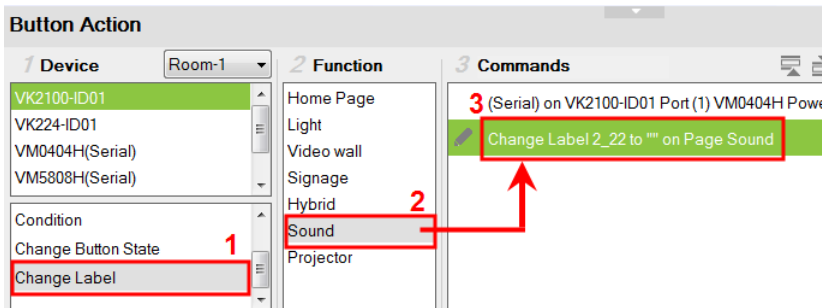 Button Action
1 Device
Room-1
2 Function
3 Commands
VK2100-ID01
VK224-ID01
VM0404H(Serial)
VM5808H(Serial)
Condition
Change Button State
1
Change Label
Home Page
Light
Video wall
Signage
Hybrid
2
Sound
Projector
3 (Serial) on VK2100-ID01 Port (1) VM0404H Powe
Change Label 2_22 to "" on Page Sound